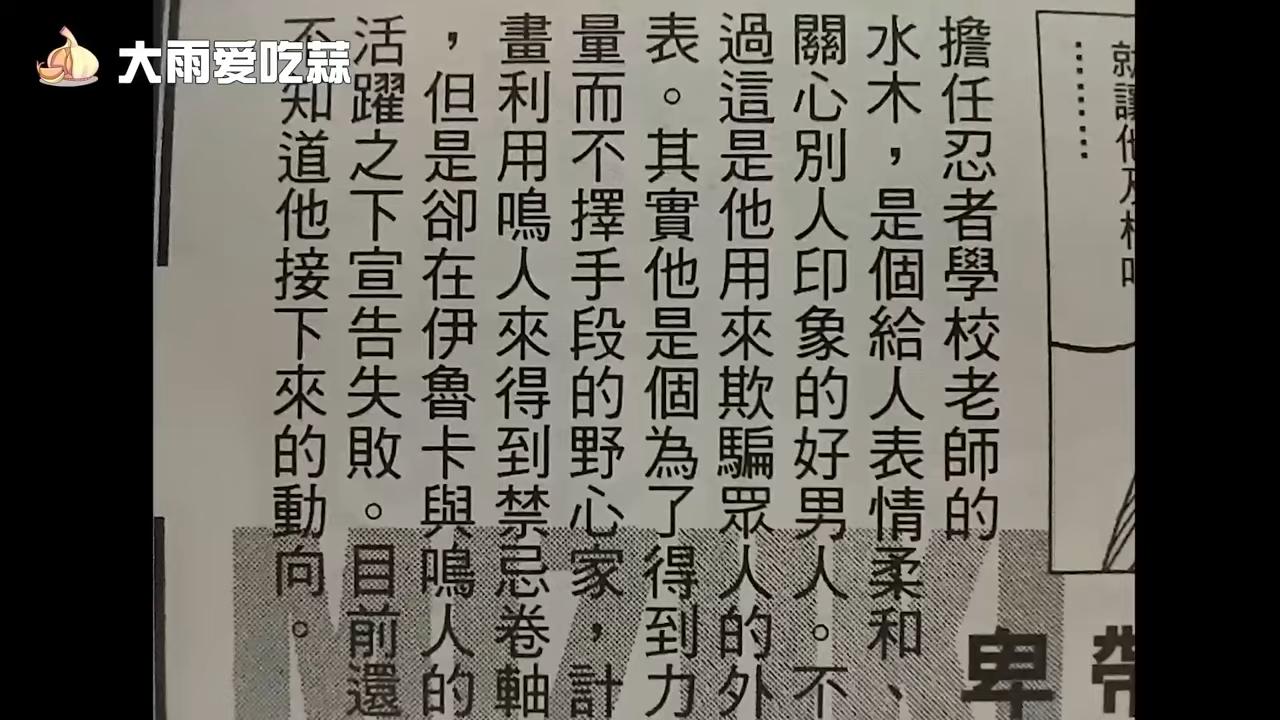 大雨爱吃蒜
就讓他
………
擔任忍者學校老師的
水木，是個給人表情柔和、
關心別人印象的好男人。不
過這是他用來欺騙眾人的外
表。其實他是個為了得到力
量而不擇手段的野心家，計
畫利用鳴人來得到禁忌卷軸
，但是卻在伊魯卡與鳴人的
活躍之下宣告失敗。目前還
不知道他接下來的動向。
帶
卑